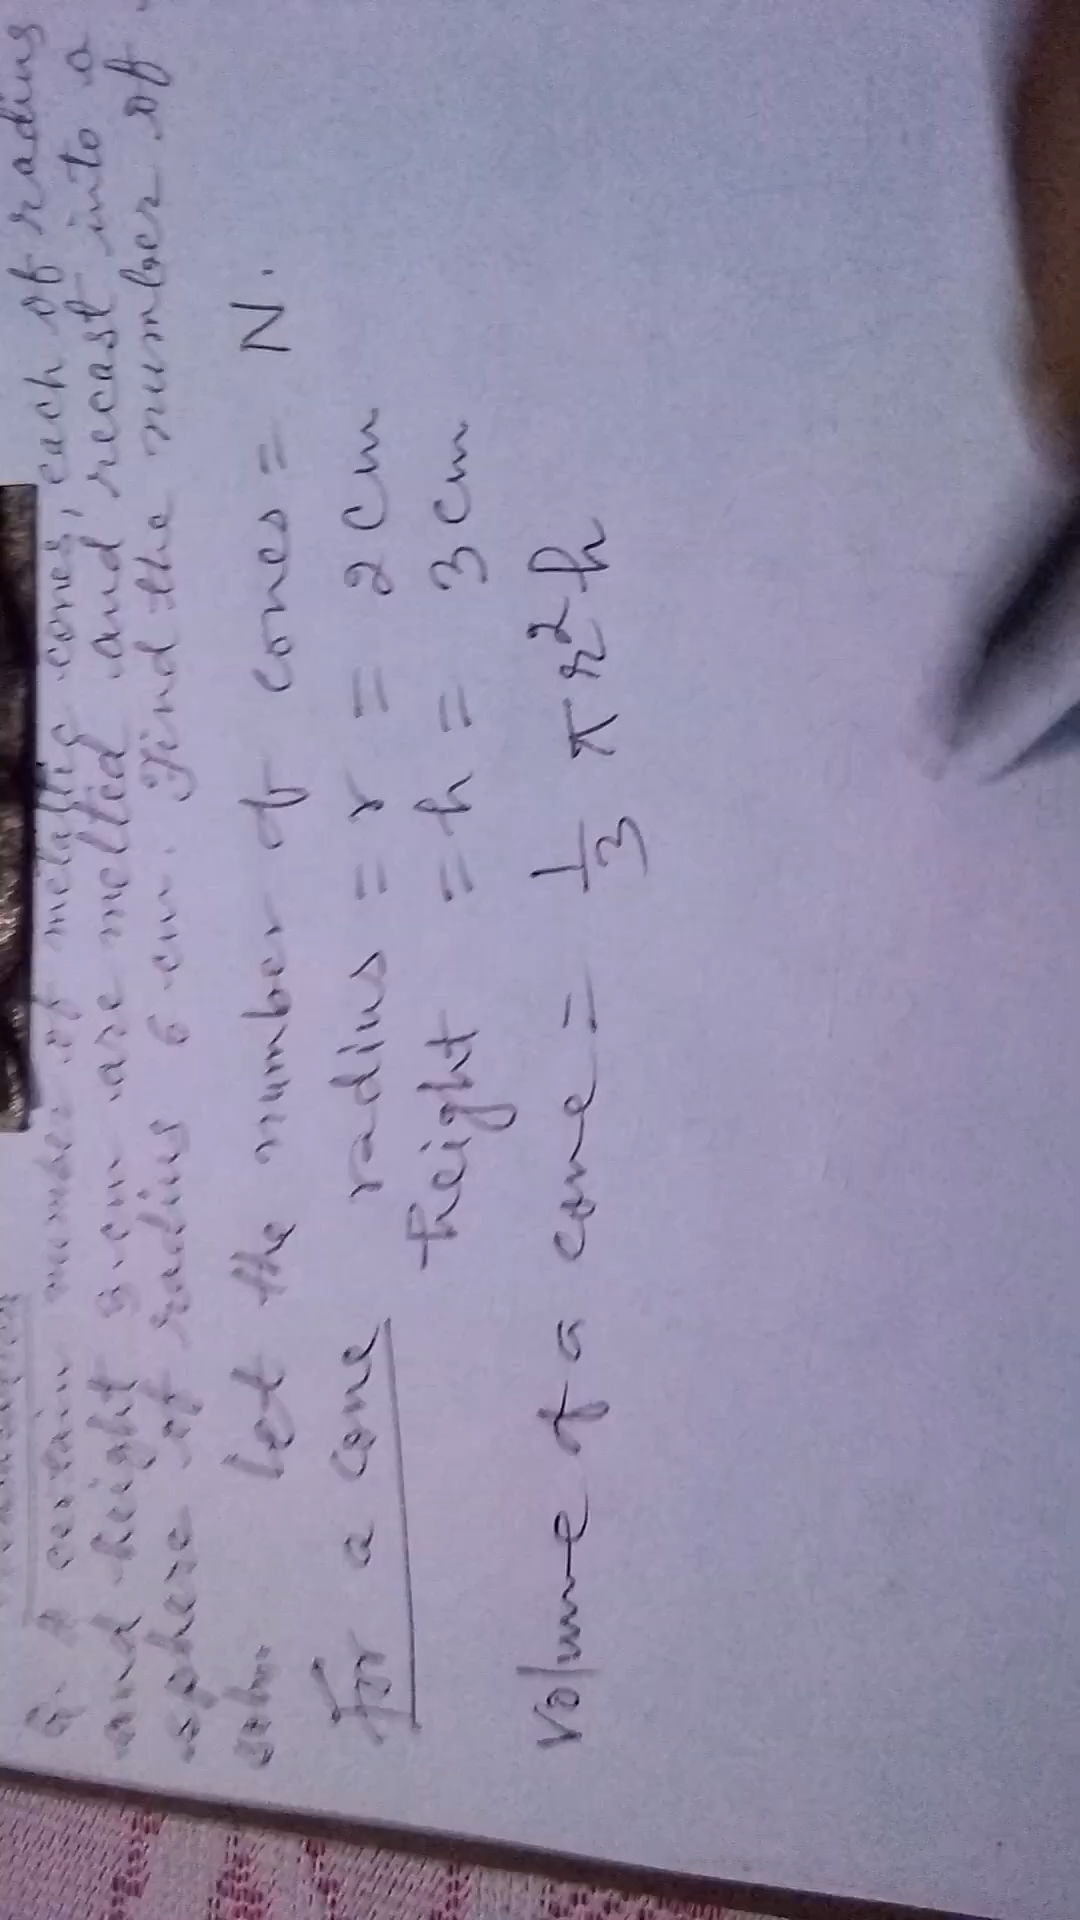 Q. A certain number of metallic cones, each of radius
and height 3 cm are melted and recast into a
sphere of radius 6 cm. Find the number of
soln. let the number of cones = N.
for a cone radius = r = 2 cm
height = h = 3 cm
volume of a cone = 1/3 πr²h